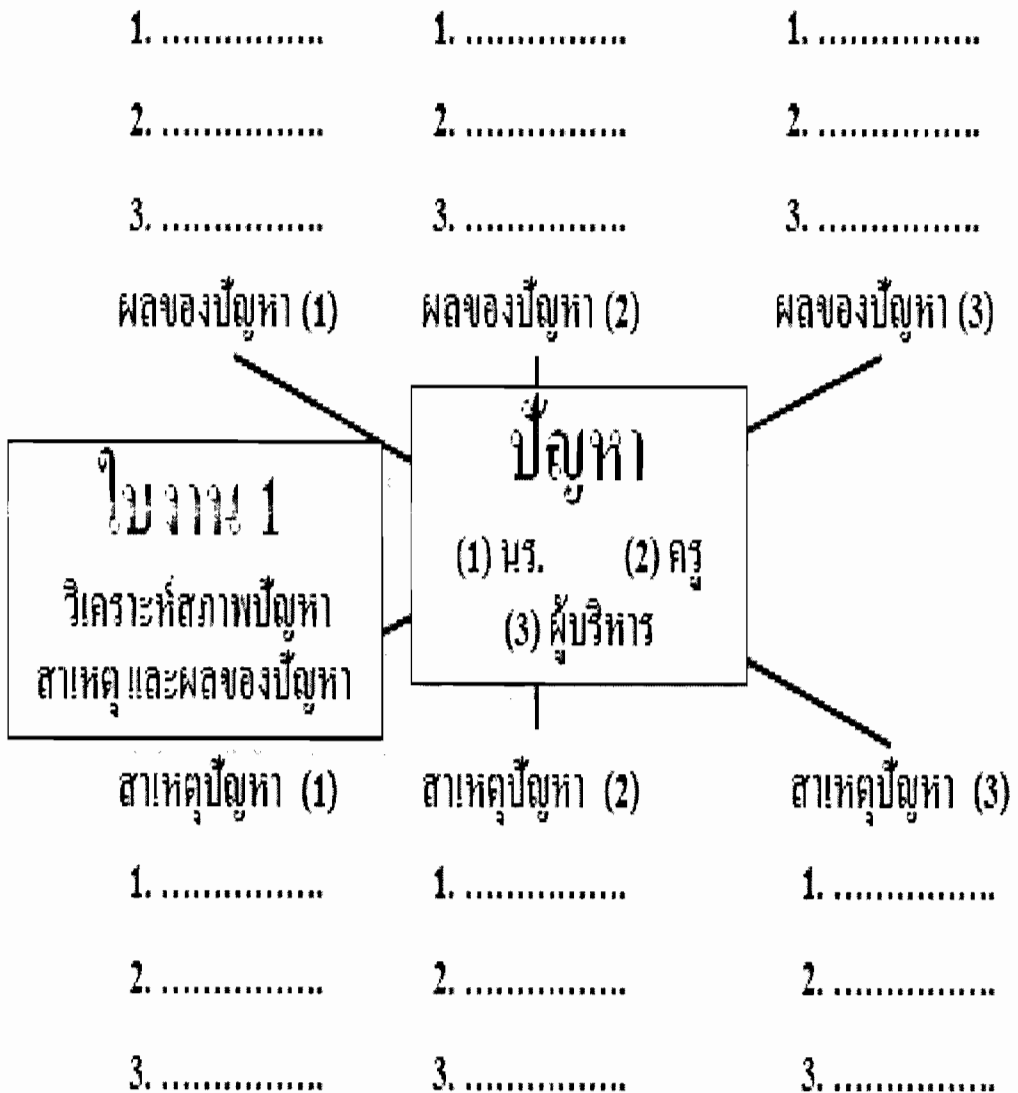 1. ................ 1. ................ 1. ................
2. ................ 2. ................ 2. ................
3. ................ 3. ................ 3. ................
ผลของปัญหา (1) ผลของปัญหา (2) ผลของปัญหา (3)
ใบงาน 1
วิเคราะห์สภาพปัญหา
สาเหตุ และผลของปัญหา
ปัญหา
(1) นร. (2) ครู
(3) ผู้บริหาร
สาเหตุปัญหา (1) สาเหตุปัญหา (2) สาเหตุปัญหา (3)
1. ................ 1. ................ 1. ................
2. ................ 2. ................ 2. ................
3. ................ 3. ................ 3. ................